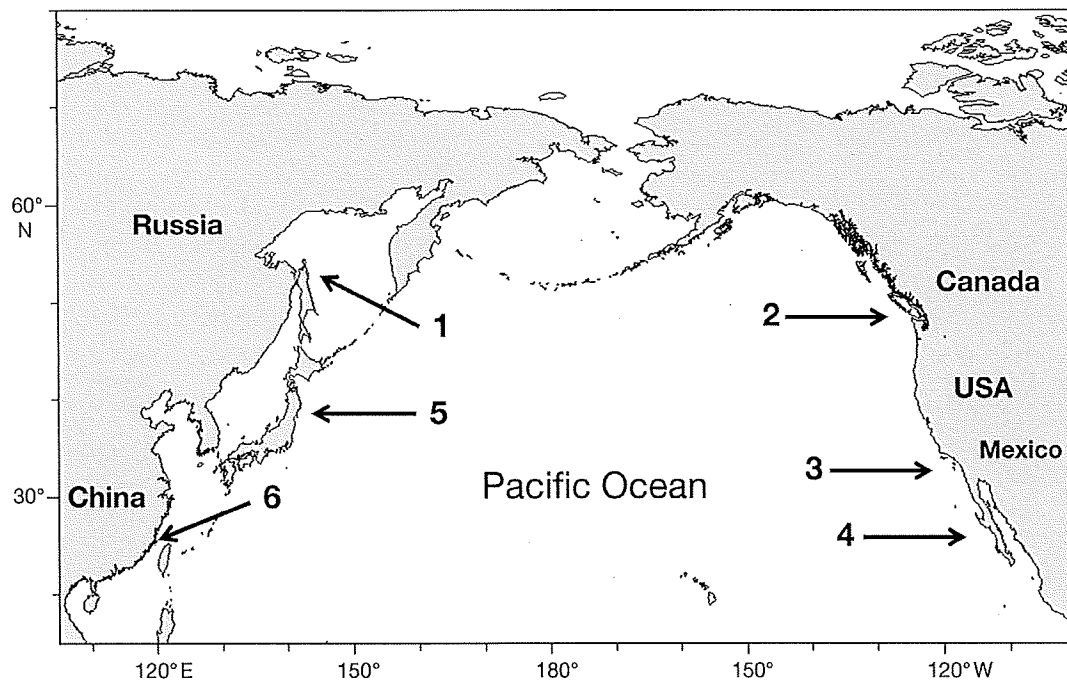 60°
N
Russia
Canada
1
2
USA
5
Mexico
3
30°
China
6
Pacific Ocean
4
120°E
150°
180°
150°
120°W